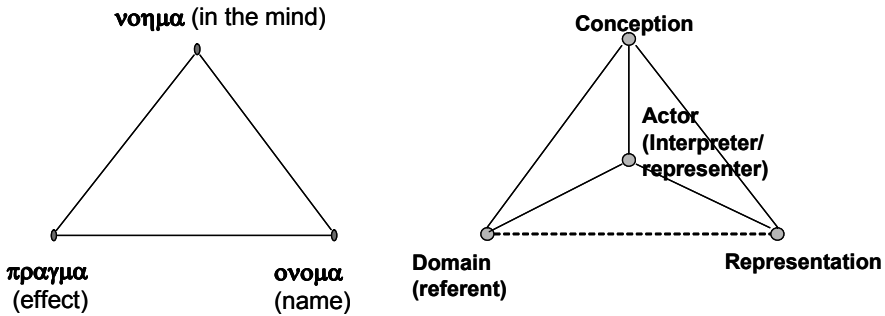 νοημα (in the mind)
πραγμα
(effect)
ονομα
(name)
Conception
Actor
(Interpreter/
representer)
Domain
(referent)
Representation